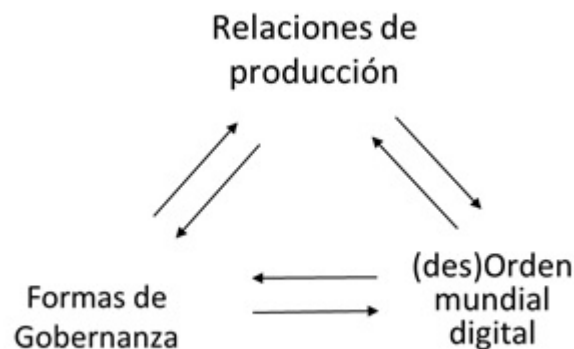 Relaciones de
producción
Formas de
Gobernanza
(des)Orden
mundial
digital